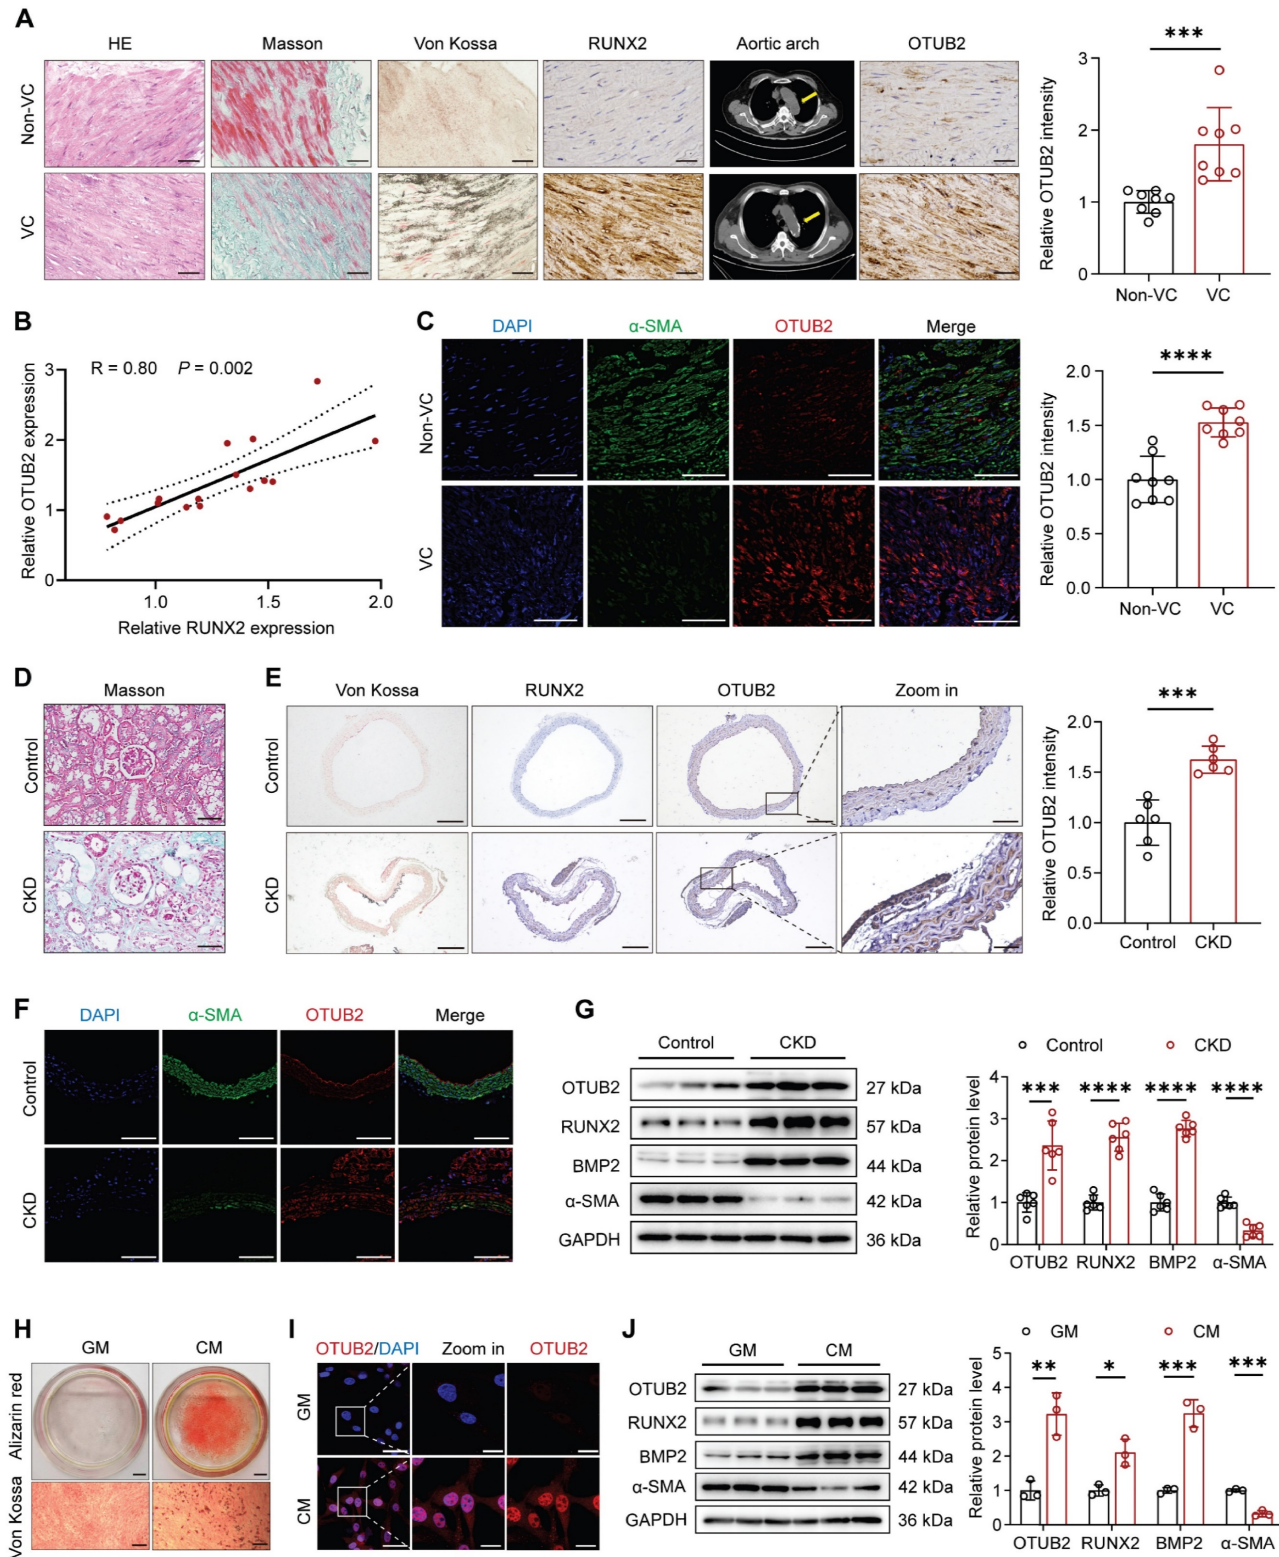 A
HE Masson Von Kossa RUNX2 Aortic arch OTUB2
Non-VC
VC
***
Relative OTUB2 intensity
3
2
1
0
Non-VC VC
B
R = 0.80 P = 0.002
Relative OTUB2 expression
3
2
1
0
1.0 1.5 2.0
Relative RUNX2 expression
C
DAPI α-SMA OTUB2 Merge
Non-VC
VC
****
Relative OTUB2 intensity
2.0
1.5
1.0
0.5
0.0
Non-VC VC
D
Masson
Control
CKD
E
Von Kossa RUNX2 OTUB2 Zoom in
Control
CKD
***
Relative OTUB2 intensity
2.0
1.5
1.0
0.5
0.0
Control CKD
F
DAPI α-SMA OTUB2 Merge
Control
CKD
G
Control CKD
OTUB2 27 kDa
RUNX2 57 kDa
BMP2 44 kDa
α-SMA 42 kDa
GAPDH 36 kDa
Control CKD
*** **** **** ****
Relative protein level
4
3
2
1
0
OTUB2 RUNX2 BMP2 α-SMA
H
GM CM
Alizarin red
Von Kossa
I
OTUB2/DAPI Zoom in OTUB2
GM
CM
J
GM CM
OTUB2 27 kDa
RUNX2 57 kDa
BMP2 44 kDa
α-SMA 42 kDa
GAPDH 36 kDa
GM CM
** * *** ***
Relative protein level
5
4
3
2
1
0
OTUB2 RUNX2 BMP2 α-SMA